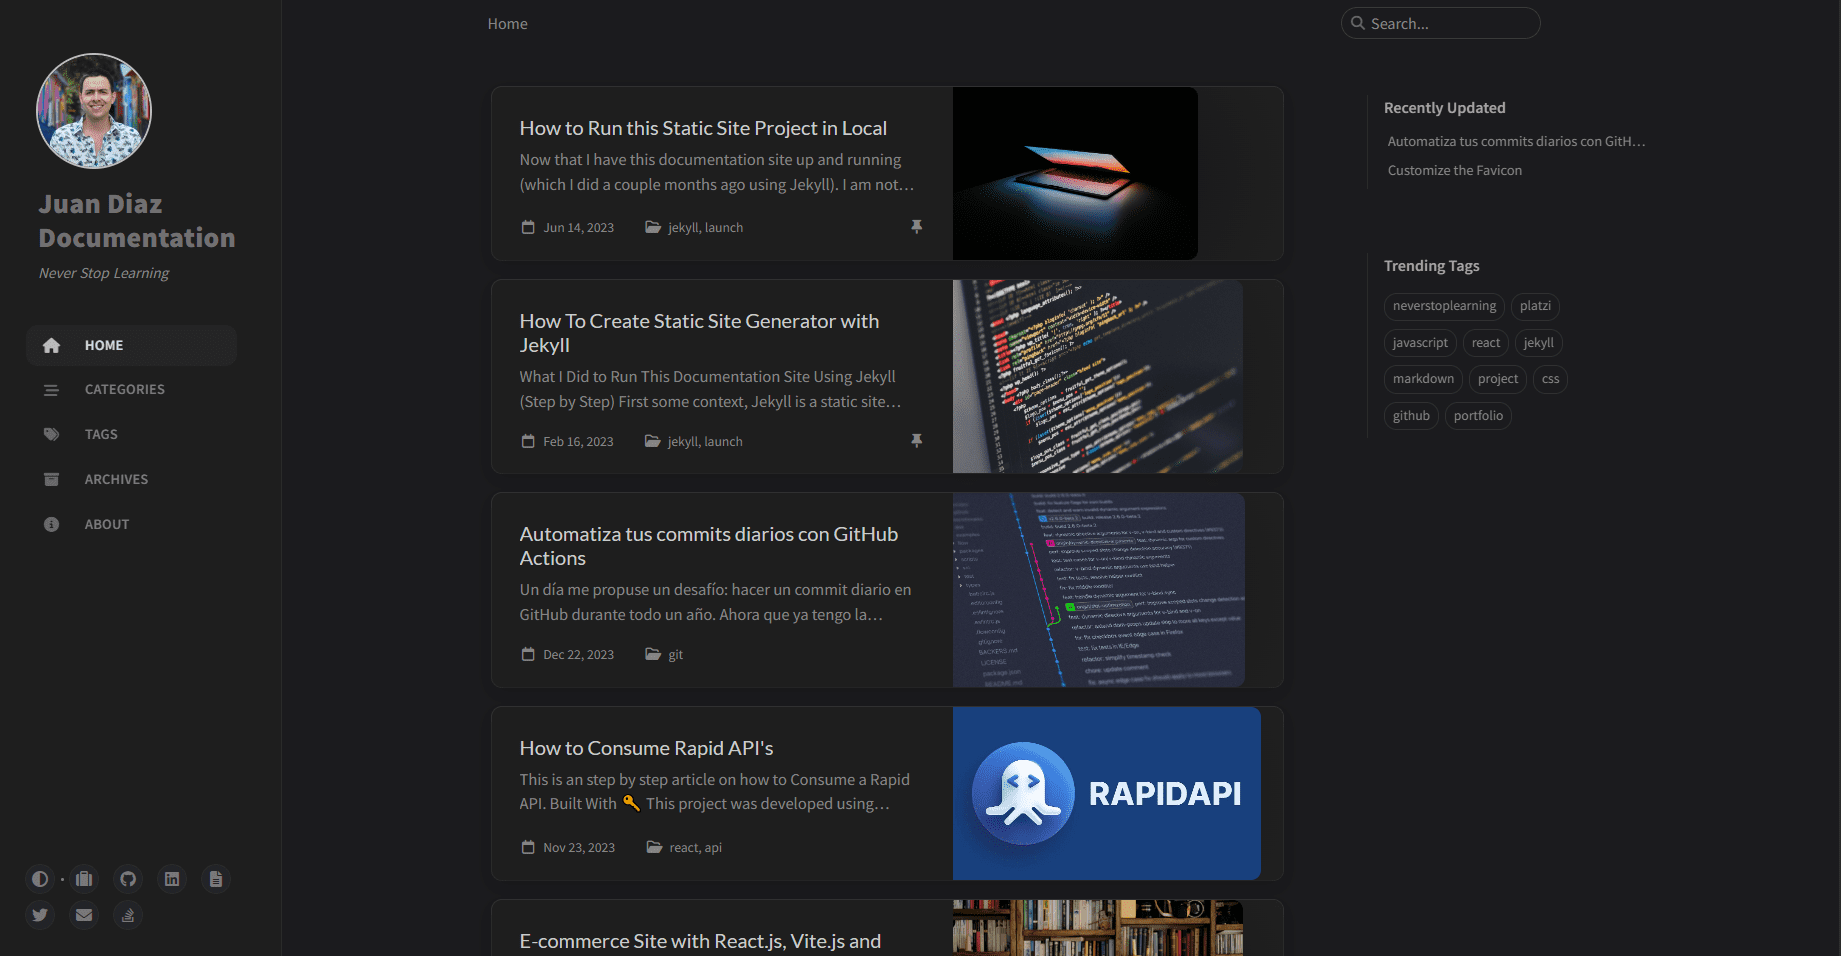 Juan Diaz
Documentation
Never Stop Learning
HOME
CATEGORIES
TAGS
ARCHIVES
ABOUT
Home
Search...
How to Run this Static Site Project in Local
Now that I have this documentation site up and running
(which I did a couple months ago using Jekyll). I am not…
Jun 14, 2023 jekyll, launch
How To Create Static Site Generator with
Jekyll
What I Did to Run This Documentation Site Using Jekyll
(Step by Step) First some context, Jekyll is a static site…
Feb 16, 2023 jekyll, launch
Automatiza tus commits diarios con GitHub
Actions
Un día me propuse un desafío: hacer un commit diario en
GitHub durante todo un año. Ahora que ya tengo la…
Dec 22, 2023 git
How to Consume Rapid API's
This is an step by step article on how to Consume a Rapid
API. Built With 🔑 This project was developed using…
Nov 23, 2023 react, api
RAPIDAPI
E-commerce Site with React.js, Vite.js and
Recently Updated
Automatiza tus commits diarios con GitH…
Customize the Favicon
Trending Tags
neverstoplearning platzi
javascript react jekyll
markdown project css
github portfolio